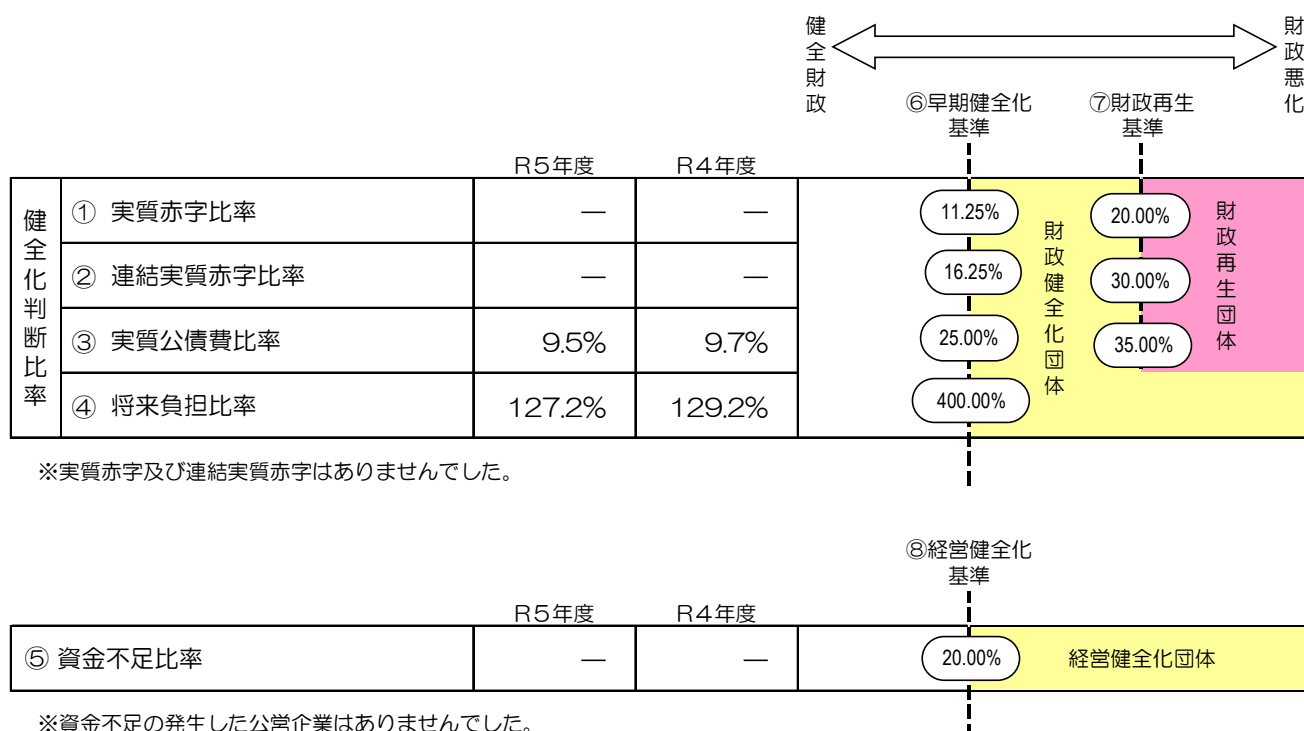 健全財政
財政悪化
⑥早期健全化
基準
⑦財政再生
基準
R5年度
R4年度
健全化判断比率
① 実質赤字比率
―
―
11.25%
20.00%
② 連結実質赤字比率
―
―
16.25%
30.00%
③ 実質公債費比率
9.5%
9.7%
25.00%
35.00%
④ 将来負担比率
127.2%
129.2%
400.00%
財政健全化団体
財政再生団体
※実質赤字及び連結実質赤字はありませんでした。
⑧経営健全化
基準
R5年度
R4年度
⑤ 資金不足比率
―
―
20.00%
経営健全化団体
※資金不足の発生した公営企業はありませんでした。